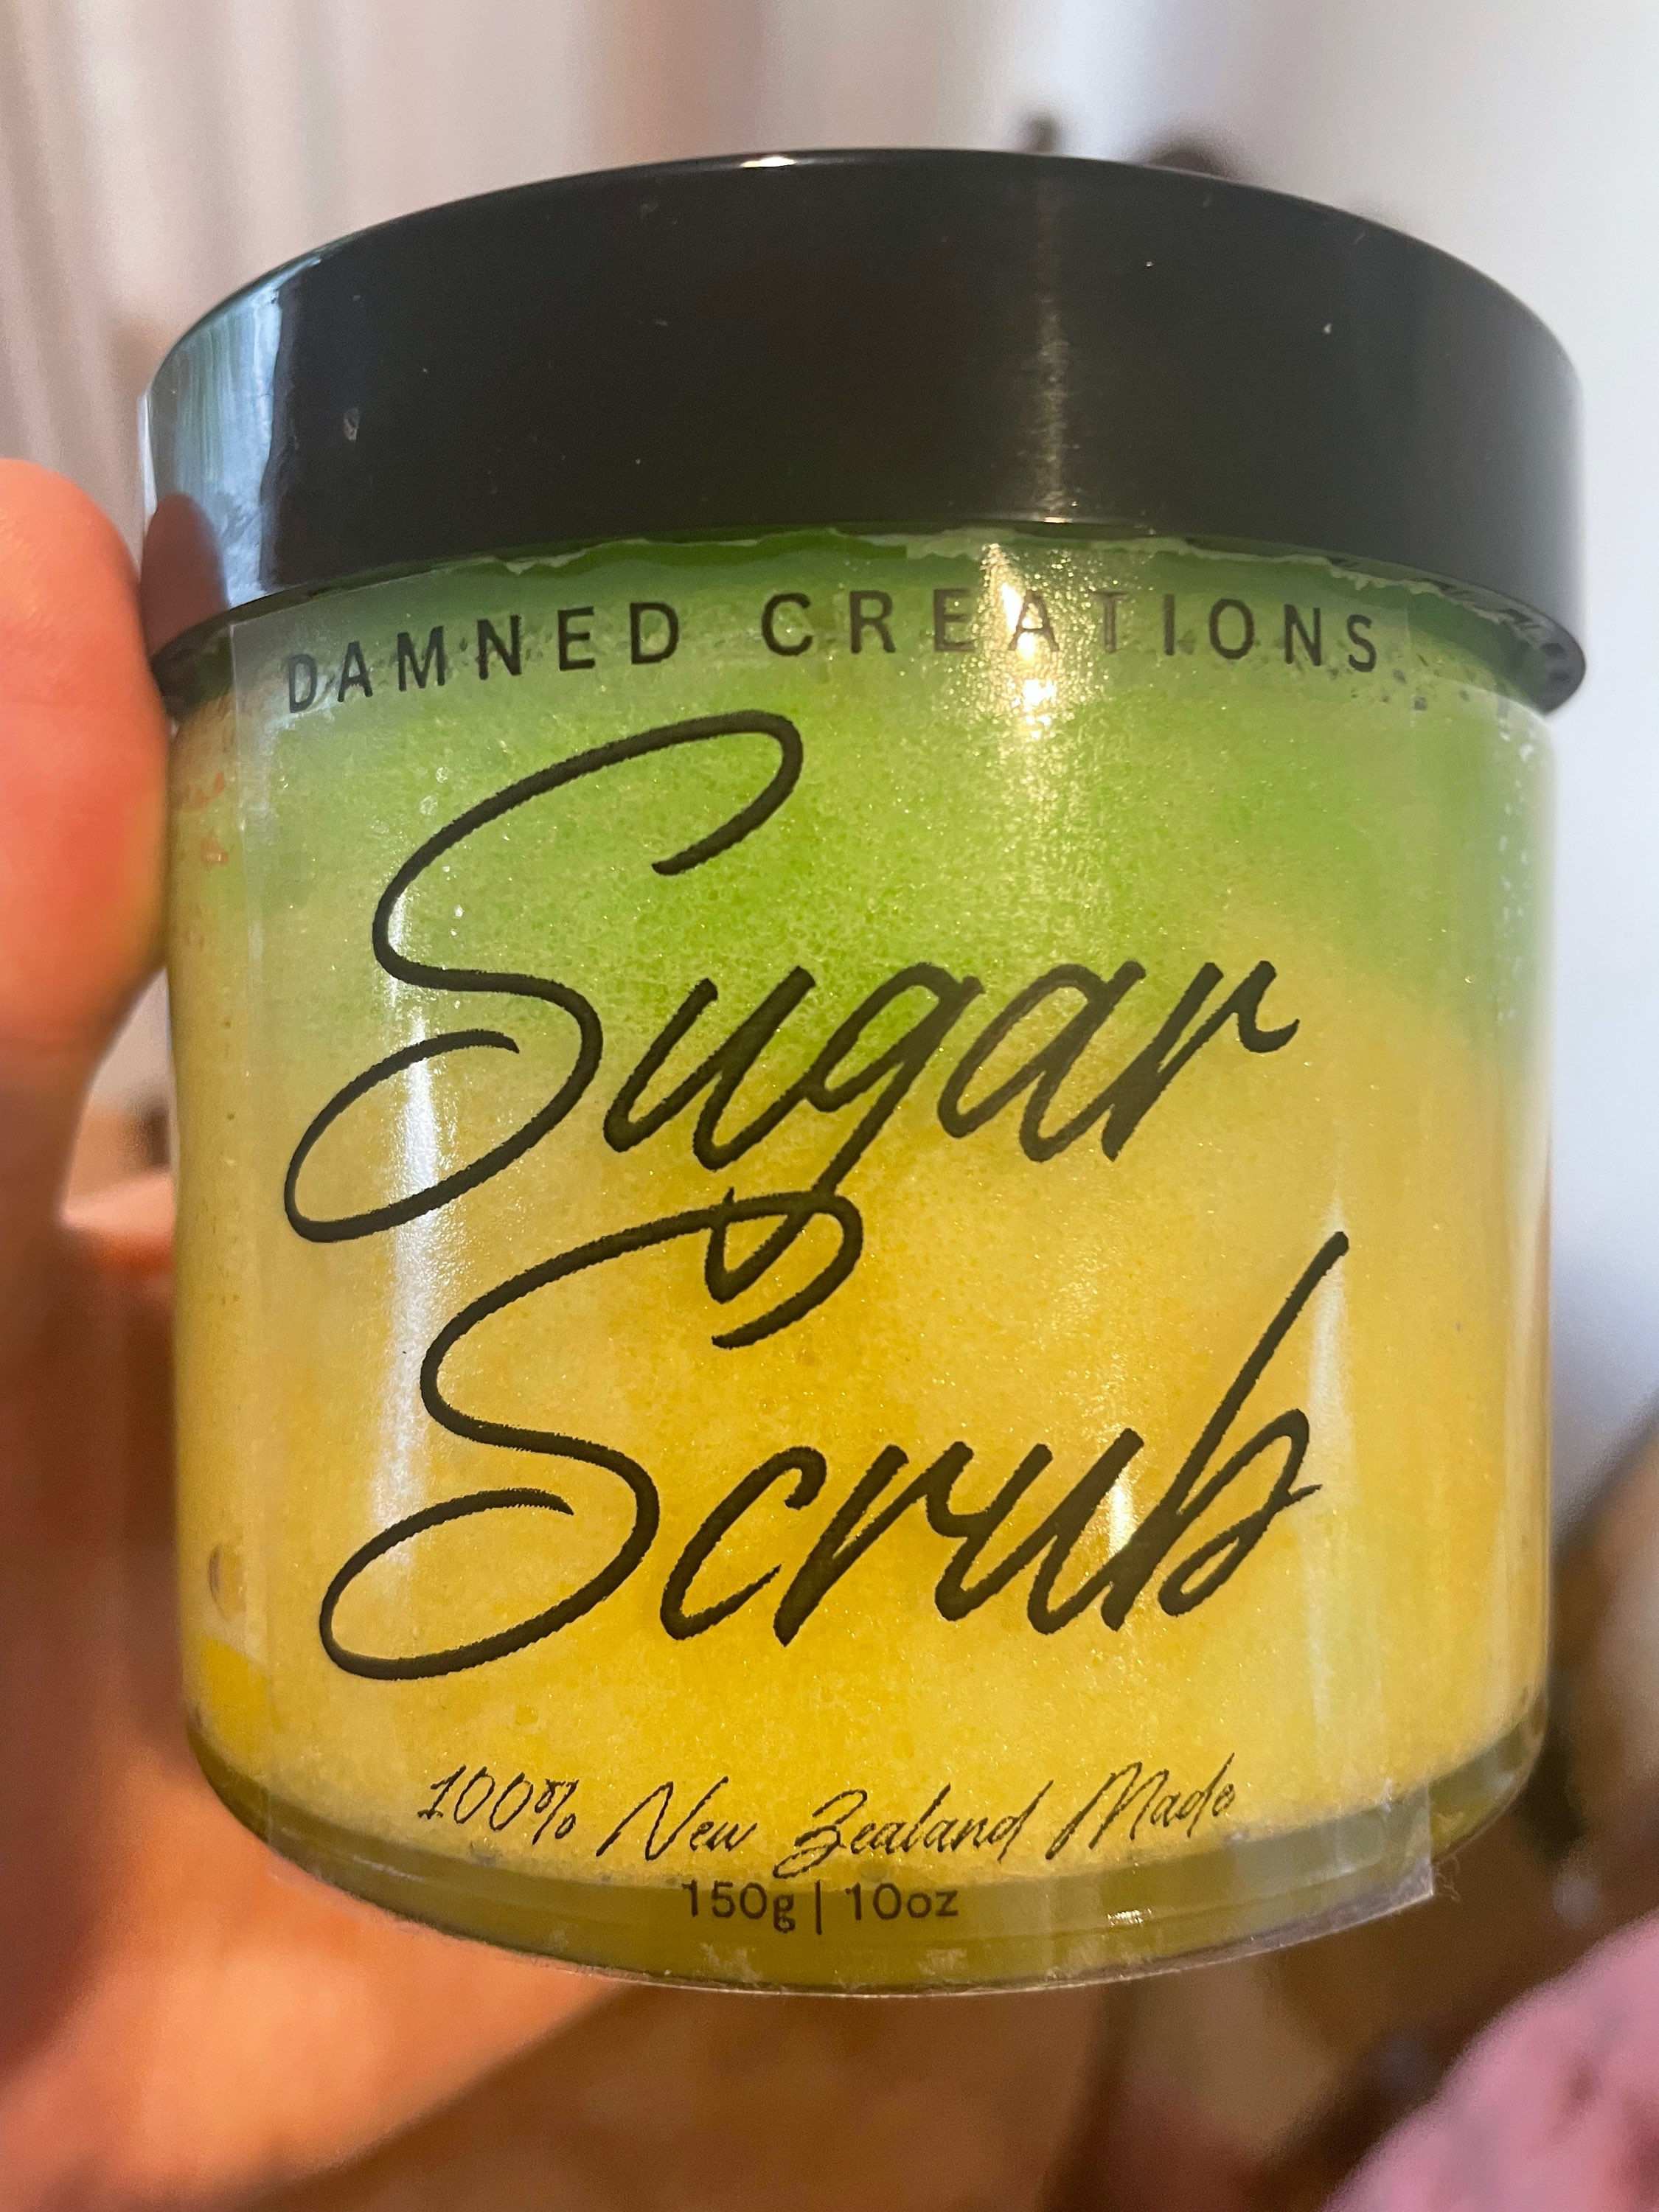 DAMNED CREATIONS
Sugar
Scrub
100% New Zealand Made
150g | 10oz